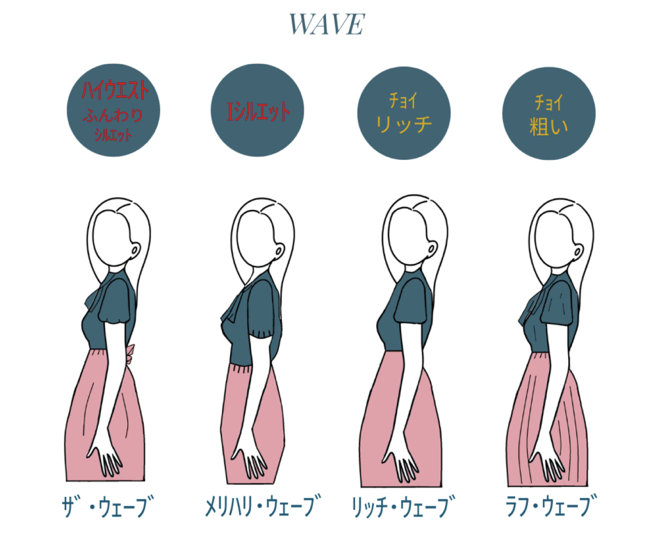 WAVE
ﾊｲｳｴｽﾄ
ふんわり
ｼﾙｴｯﾄ
Iｼﾙｴｯﾄ
ﾁｮｲ
リッチ
ﾁｮｲ
粗い
ｻﾞ・ｳｪｰﾌﾞ
ﾒﾘﾊﾘ・ｳｪｰﾌﾞ
ﾘｯﾁ・ｳｪｰﾌﾞ
ﾗﾌ・ｳｪｰﾌﾞ